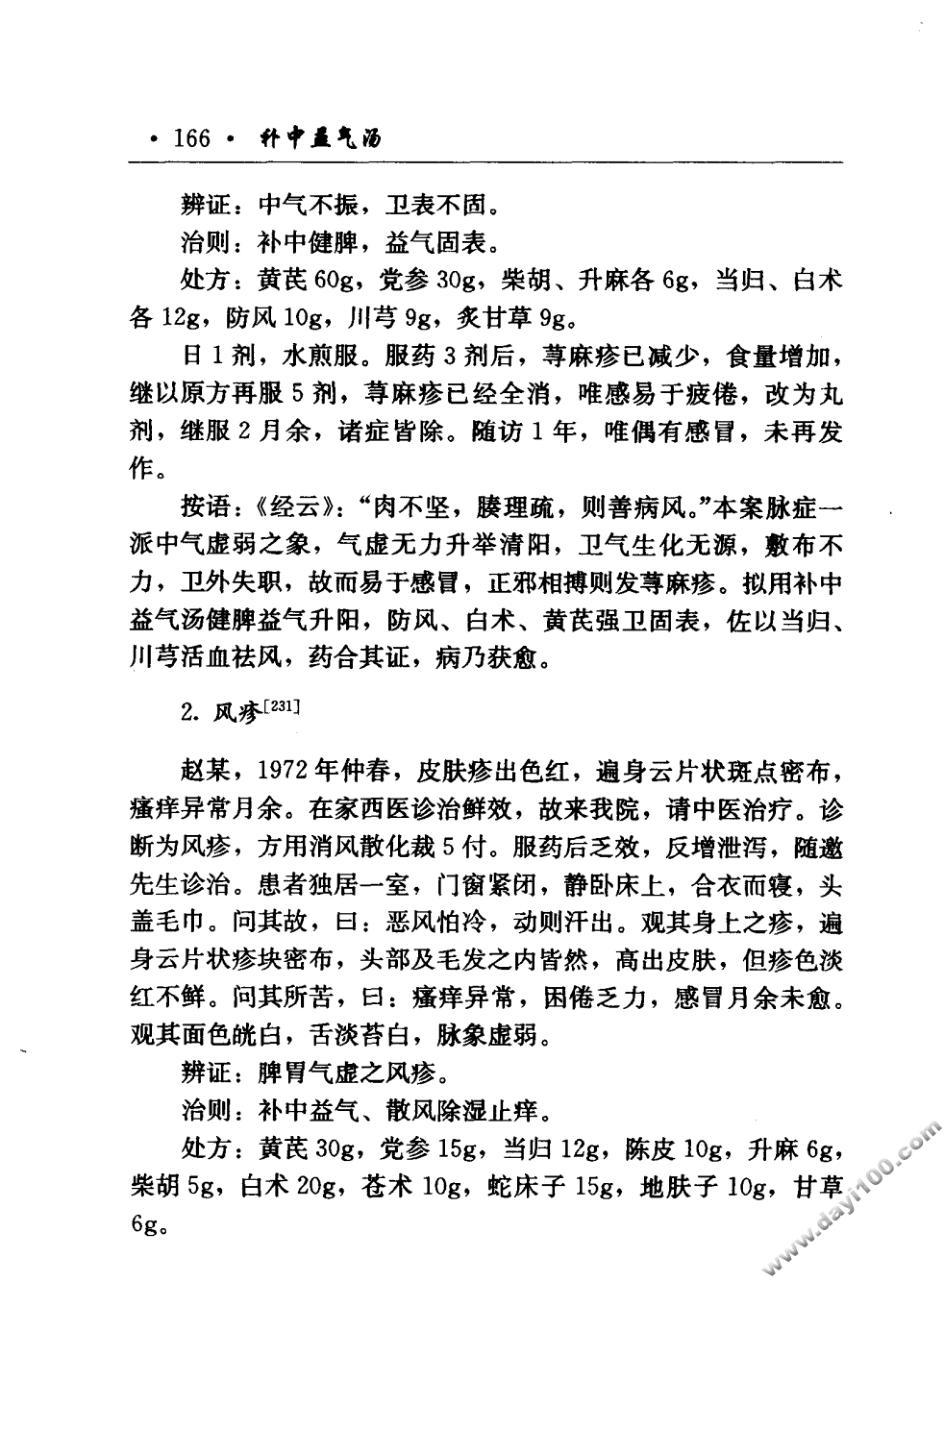 · 166 · 补中益气汤
辨证：中气不振，卫表不固。
治则：补中健脾，益气固表。
处方：黄芪 60g，党参 30g，柴胡、升麻各 6g，当归、白术
各 12g，防风 10g，川芎 9g，炙甘草 9g。
日 1 剂，水煎服。服药 3 剂后，荨麻疹已减少，食量增加，
继以原方再服 5 剂，荨麻疹已经全消，唯感易于疲倦，改为丸
剂，继服 2 月余，诸症皆除。随访 1 年，唯偶有感冒，未再发
作。
按语：《经云》：“肉不坚，腠理疏，则善病风。”本案脉症一
派中气虚弱之象，气虚无力升举清阳，卫气生化无源，敷布不
力，卫外失职，故而易于感冒，正邪相搏则发荨麻疹。拟用补中
益气汤健脾益气升阳，防风、白术、黄芪强卫固表，佐以当归、
川芎活血祛风，药合其证，病乃获愈。
2. 风疹[231]
赵某，1972 年仲春，皮肤疹出色红，遍身云片状斑点密布，
瘙痒异常月余。在家西医诊治鲜效，故来我院，请中医治疗。诊
断为风疹，方用消风散化裁 5 付。服药后乏效，反增泄泻，随邀
先生诊治。患者独居一室，门窗紧闭，静卧床上，合衣而寝，头
盖毛巾。问其故，曰：恶风怕冷，动则汗出。观其身上之疹，遍
身云片状疹块密布，头部及毛发之内皆然，高出皮肤，但疹色淡
红不鲜。问其所苦，曰：瘙痒异常，困倦乏力，感冒月余未愈。
观其面色㿠白，舌淡苔白，脉象虚弱。
辨证：脾胃气虚之风疹。
治则：补中益气、散风除湿止痒。
处方：黄芪 30g，党参 15g，当归 12g，陈皮 10g，升麻 6g，
柴胡 5g，白术 20g，苍术 10g，蛇床子 15g，地肤子 10g，甘草
6g。
www.dayi100.com